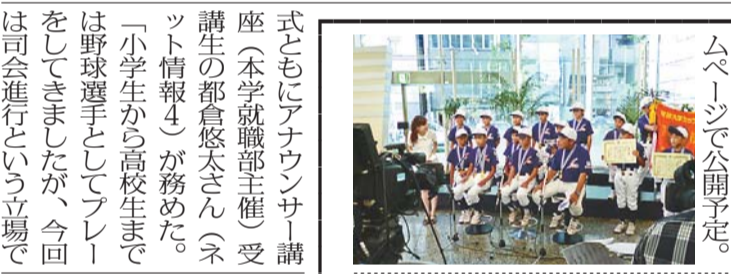 ムページで公開予定。
式ともにアナウンサー講
座（本学就職部主催）受
講生の都倉悠太さん（ネ
ット情報4）が務めた。
「小学生から高校生まで
は野球選手としてプレー
をしてきましたが、今回
は司会進行という立場で